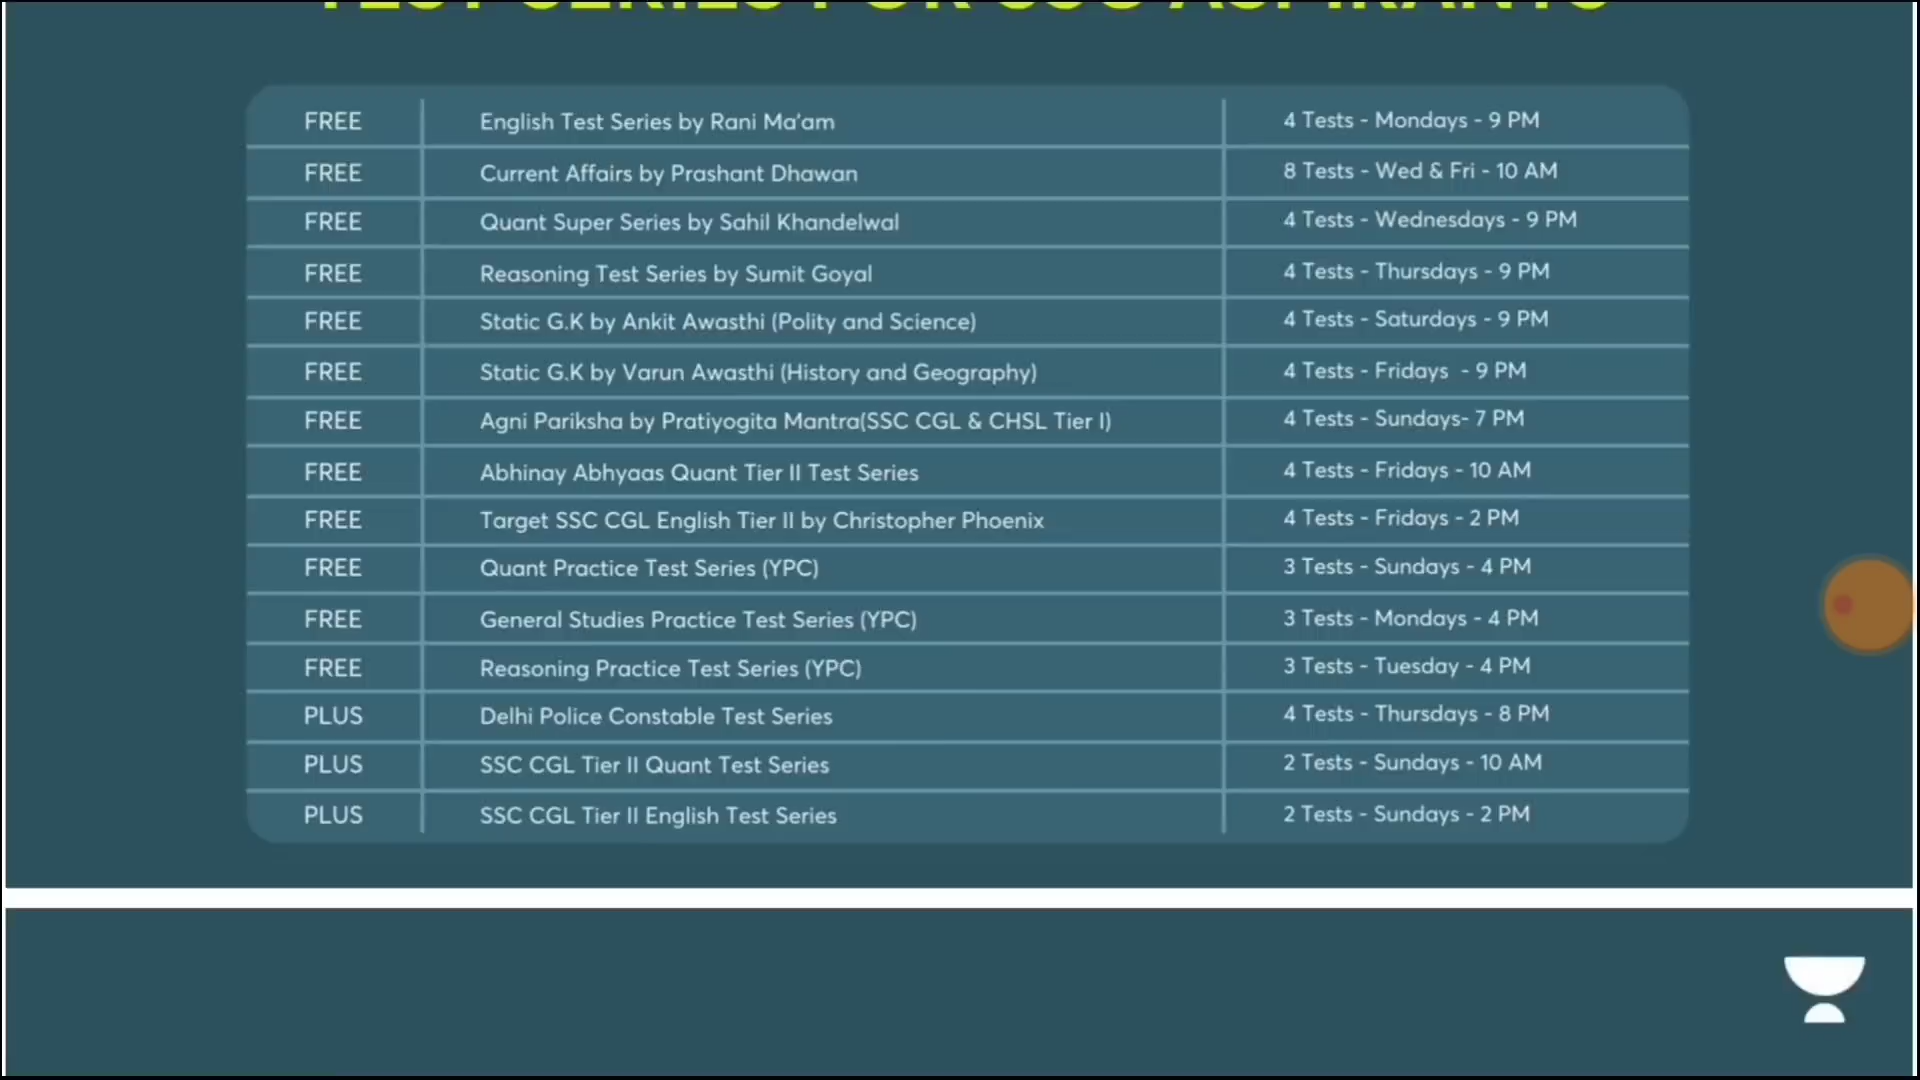 TEST SERIES FOR SSC ASPIRANTS
FREE English Test Series by Rani Ma'am 4 Tests - Mondays - 9 PM
FREE Current Affairs by Prashant Dhawan 8 Tests - Wed & Fri - 10 AM
FREE Quant Super Series by Sahil Khandelwal 4 Tests - Wednesdays - 9 PM
FREE Reasoning Test Series by Sumit Goyal 4 Tests - Thursdays - 9 PM
FREE Static G.K by Ankit Awasthi (Polity and Science) 4 Tests - Saturdays - 9 PM
FREE Static G.K by Varun Awasthi (History and Geography) 4 Tests - Fridays - 9 PM
FREE Agni Pariksha by Pratiyogita Mantra(SSC CGL & CHSL Tier I) 4 Tests - Sundays- 7 PM
FREE Abhinay Abhyaas Quant Tier II Test Series 4 Tests - Fridays - 10 AM
FREE Target SSC CGL English Tier II by Christopher Phoenix 4 Tests - Fridays - 2 PM
FREE Quant Practice Test Series (YPC) 3 Tests - Sundays - 4 PM
FREE General Studies Practice Test Series (YPC) 3 Tests - Mondays - 4 PM
FREE Reasoning Practice Test Series (YPC) 3 Tests - Tuesday - 4 PM
PLUS Delhi Police Constable Test Series 4 Tests - Thursdays - 8 PM
PLUS SSC CGL Tier II Quant Test Series 2 Tests - Sundays - 10 AM
PLUS SSC CGL Tier II English Test Series 2 Tests - Sundays - 2 PM